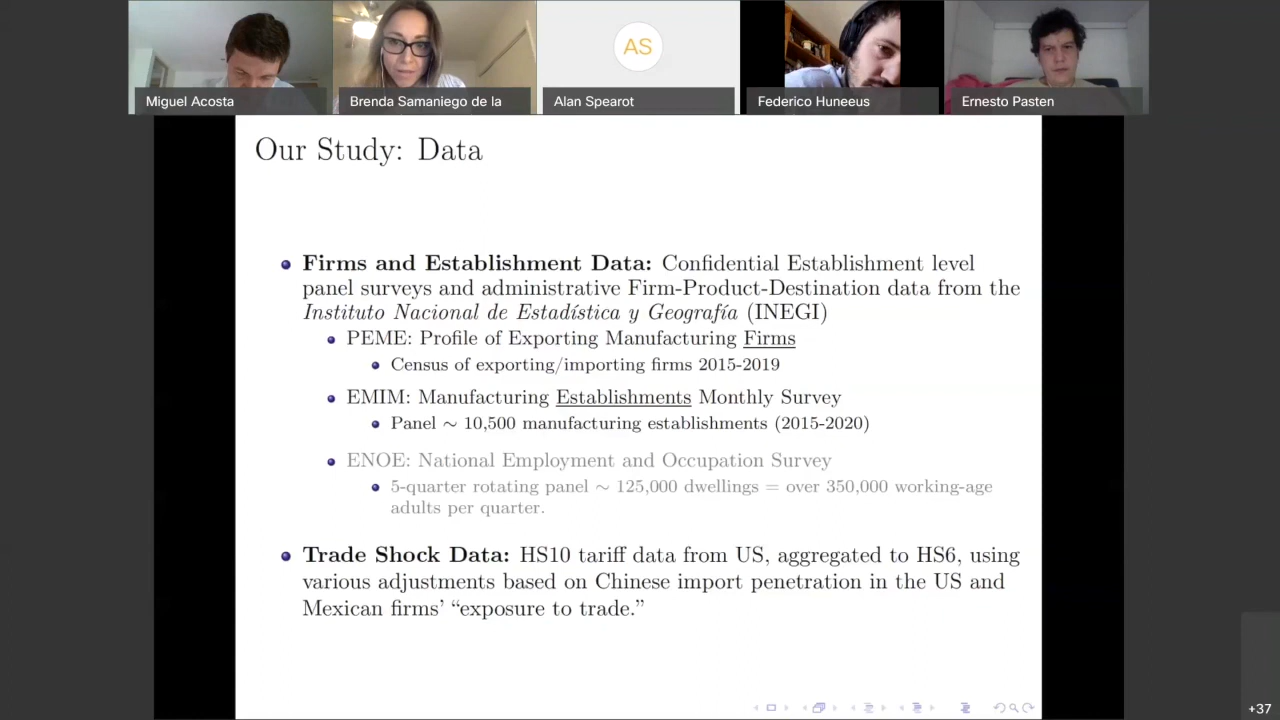 AS
Miguel Acosta
Brenda Samaniego de la
Alan Spearot
Federico Huneeus
Ernesto Pasten
Our Study: Data
Firms and Establishment Data: Confidential Establishment level
panel surveys and administrative Firm-Product-Destination data from the
Instituto Nacional de Estadística y Geografía (INEGI)
PEME: Profile of Exporting Manufacturing Firms
Census of exporting/importing firms 2015-2019
EMIM: Manufacturing Establishments Monthly Survey
Panel ~ 10,500 manufacturing establishments (2015-2020)
ENOE: National Employment and Occupation Survey
5-quarter rotating panel ~ 125,000 dwellings = over 350,000 working-age
adults per quarter.
Trade Shock Data: HS10 tariff data from US, aggregated to HS6, using
various adjustments based on Chinese import penetration in the US and
Mexican firms' “exposure to trade.”
+37